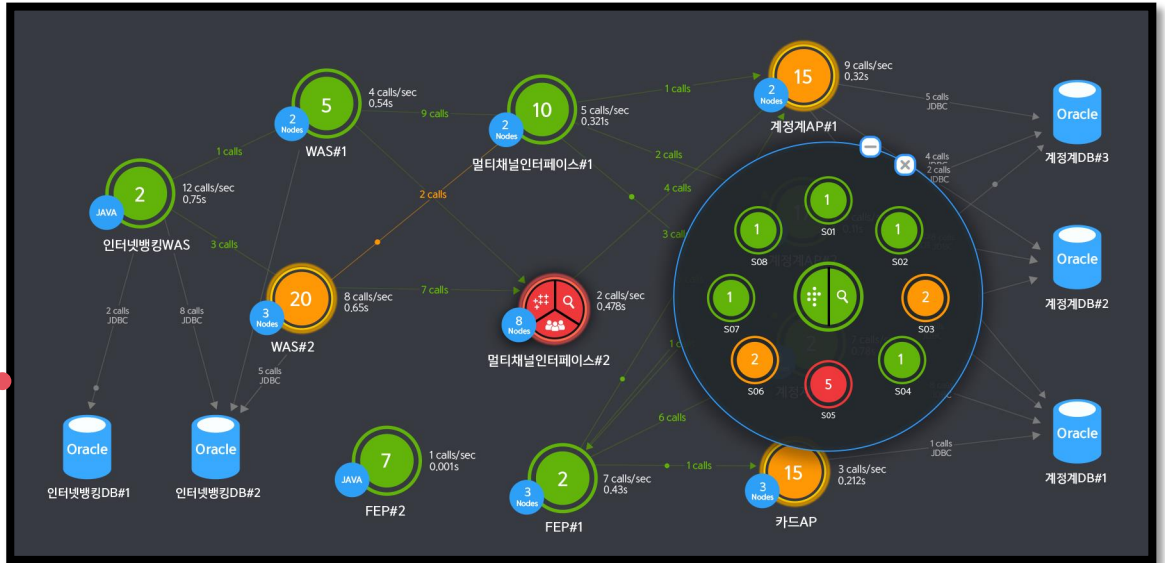 15
9 calls/sec
0,32s
2
Nodes
계정계AP#1
5
4 calls/sec
0,54s
2
Nodes
WAS#1
9 calls
10
5 calls/sec
0,321s
2
Nodes
멀티채널인터페이스#1
1 calls
5 calls
JDBC
Oracle
계정계DB#3
1 calls
2
12 calls/sec
0,75s
JAVA
인터넷뱅킹WAS
3 calls
2 calls
2 calls
4 calls
3 cal
4 calls
JDBC
2 calls
JDBC
1
S01
1
S02
2
S03
1
S04
5
S05
2
S06
1
S07
1
S08
Oracle
계정계DB#2
20
8 calls/sec
0,65s
3
Nodes
WAS#2
7 calls
2 calls/sec
0,478s
8
Nodes
멀티채널인터페이스#2
2 calls
JDBC
8 calls
JDBC
5 calls
JDBC
6 calls
Oracle
인터넷뱅킹DB#1
Oracle
인터넷뱅킹DB#2
7
1 calls/sec
0,001s
JAVA
FEP#2
2
7 calls/sec
0,43s
3
Nodes
FEP#1
1 calls
15
3 calls/sec
0,212s
3
Nodes
카드AP
1 calls
JDBC
Oracle
계정계DB#1